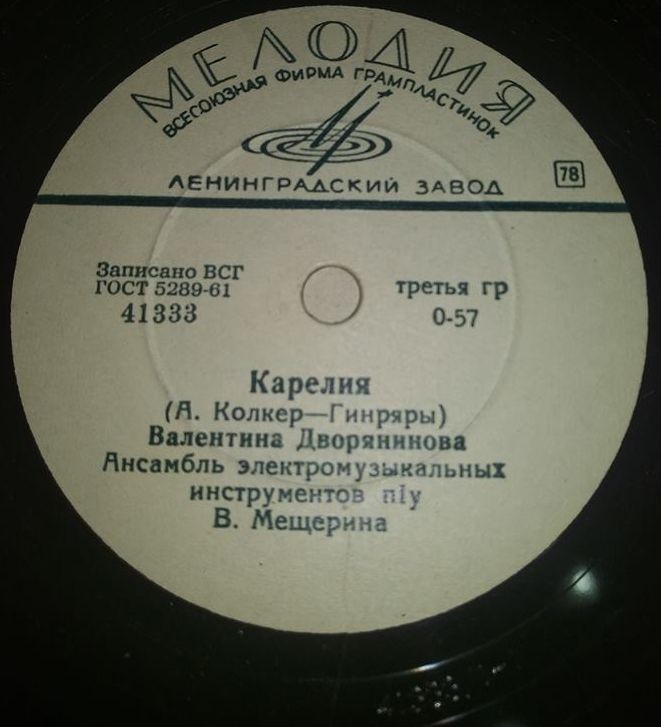 МЕЛОДИЯ
ВСЕСОЮЗНАЯ ФИРМА ГРАМПЛАСТИНОК
ЛЕНИНГРАДСКИЙ ЗАВОД
78
Записано ВСГ
ГОСТ 5289-61
41333
третья гр
0-57
Карелия
(А. Колкер—Гинряры)
Валентина Дворянинова
Ансамбль электромузыкальных
инструментов п/у
В. Мещерина